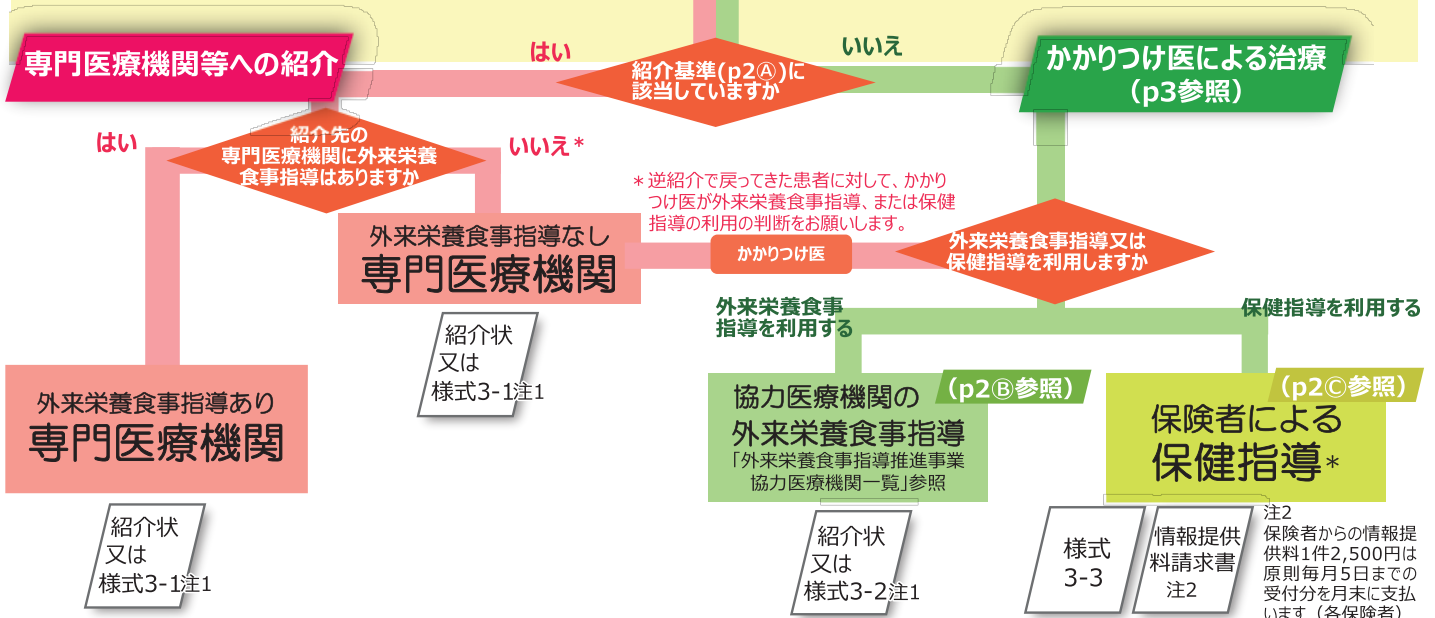 専門医療機関等への紹介
はい
紹介基準(p2Ⓐ)に
該当していますか
いいえ
かかりつけ医による治療
（p3参照）
はい
紹介先の
専門医療機関に外来栄養
食事指導はありますか
いいえ*
*逆紹介で戻ってきた患者に対して、かかり
つけ医が外来栄養食事指導、または保健
指導の利用の判断をお願いします。
外来栄養食事指導なし
専門医療機関
かかりつけ医
外来栄養食事指導又は
保健指導を利用しますか
紹介状
又は
様式3-1注1
外来栄養食事
指導を利用する
保健指導を利用する
外来栄養食事指導あり
専門医療機関
（p2Ⓑ参照）
協力医療機関の
外来栄養食事指導
「外来栄養食事指導推進事業
協力医療機関一覧」参照
（p2Ⓒ参照）
保険者による
保健指導*
紹介状
又は
様式3-1注1
紹介状
又は
様式3-2注1
様式
3-3
情報提供
料請求書
注2
注2
保険者からの情報提
供料1件2,500円は
原則毎月5日までの
受付分を月末に支払
います（各保険者）